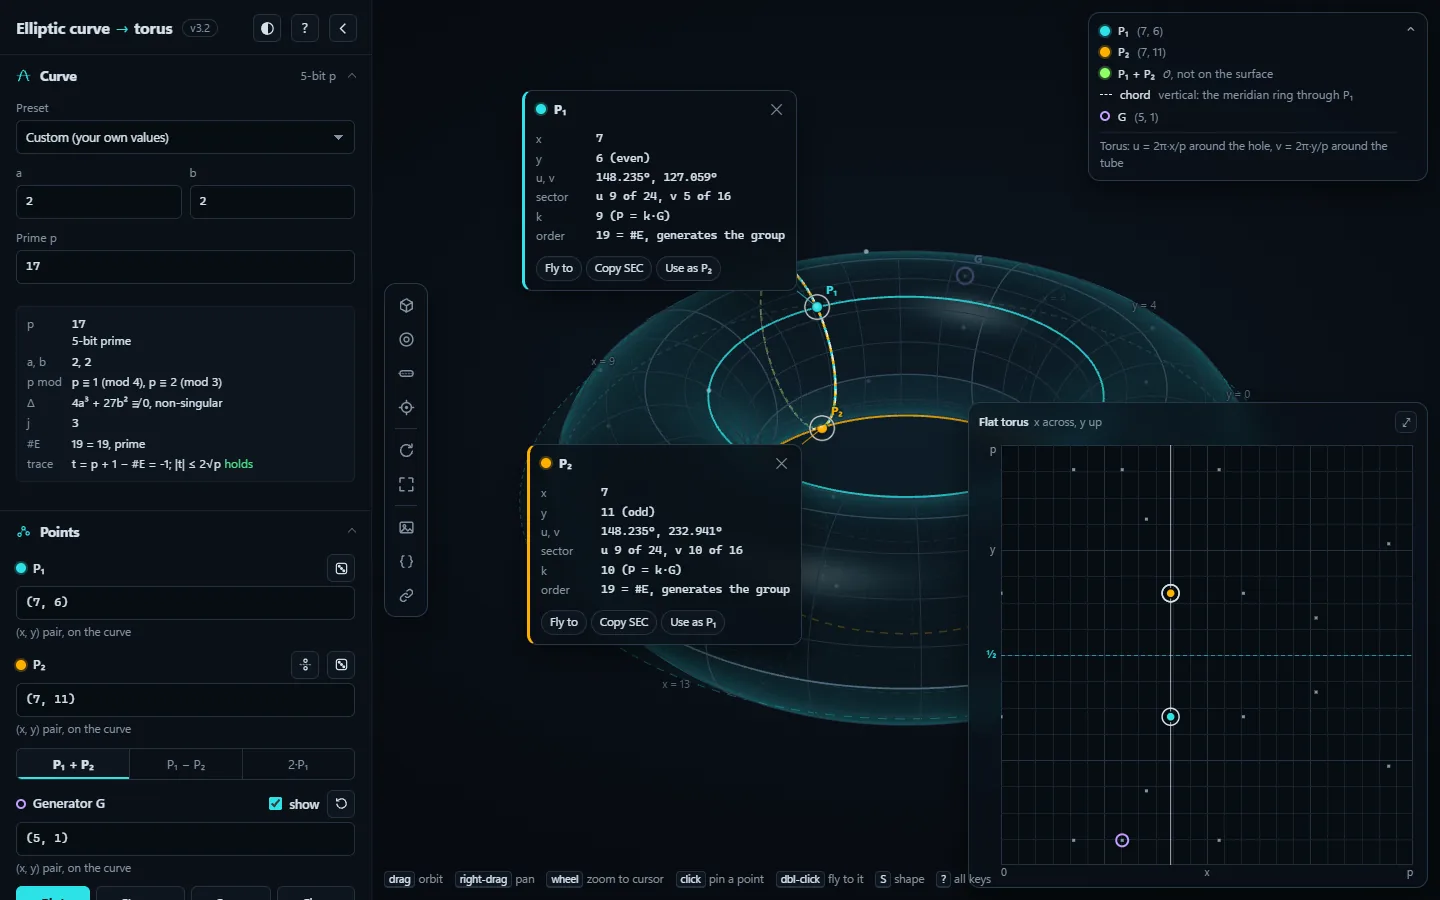 Elliptic curve → torus v3.2
?
Curve
5-bit p
Preset
Custom (your own values)
a
b
2
2
Prime p
17
p 17
5-bit prime
a, b 2, 2
p mod p ≡ 1 (mod 4), p ≡ 2 (mod 3)
Δ 4a³ + 27b² ≢ 0, non-singular
j 3
#E 19 = 19, prime
trace t = p + 1 − #E = -1; |t| ≤ 2√p holds
Points
P₁
(7, 6)
(x, y) pair, on the curve
P₂
(7, 11)
(x, y) pair, on the curve
P₁ + P₂
P₁ − P₂
2·P₁
Generator G
show
(5, 1)
(x, y) pair, on the curve
P₁
x 7
y 6 (even)
u, v 148.235°, 127.059°
sector u 9 of 24, v 5 of 16
k 9 (P = k·G)
order 19 = #E, generates the group
Fly to
Copy SEC
Use as P₂
P₂
x 7
y 11 (odd)
u, v 148.235°, 232.941°
sector u 9 of 24, v 10 of 16
k 10 (P = k·G)
order 19 = #E, generates the group
Fly to
Copy SEC
Use as P₁
G
P₁
P₂
x = 9
y = 4
y = 0
x = 13
P₁ (7, 6)
P₂ (7, 11)
P₁ + P₂ O, not on the surface
chord vertical: the meridian ring through P₁
G (5, 1)
Torus: u = 2π·x/p around the hole, v = 2π·y/p around the
tube
Flat torus x across, y up
p
y
½
0
x
p
drag orbit right-drag pan wheel zoom to cursor click pin a point dbl-click fly to it S shape ? all keys